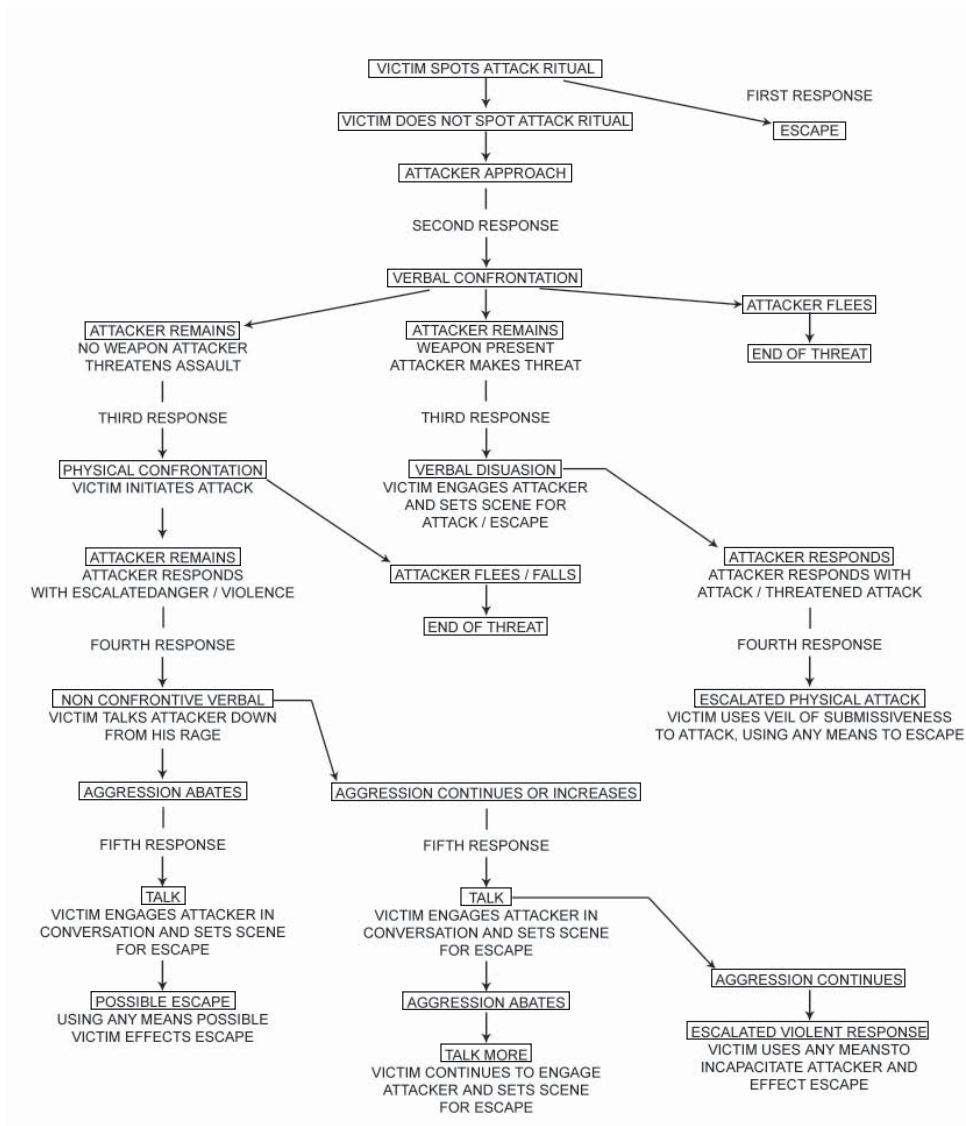 VICTIM SPOTS ATTACK RITUAL
FIRST RESPONSE
VICTIM DOES NOT SPOT ATTACK RITUAL
ESCAPE
ATTACKER APPROACH
SECOND RESPONSE
VERBAL CONFRONTATION
ATTACKER FLEES
END OF THREAT
ATTACKER REMAINS
NO WEAPON ATTACKER
THREATENS ASSAULT
ATTACKER REMAINS
WEAPON PRESENT
ATTACKER MAKES THREAT
THIRD RESPONSE
THIRD RESPONSE
PHYSICAL CONFRONTATION
VICTIM INITIATES ATTACK
VERBAL DISUASION
VICTIM ENGAGES ATTACKER
AND SETS SCENE FOR
ATTACK / ESCAPE
ATTACKER REMAINS
ATTACKER RESPONDS
WITH ESCALATEDANGER / VIOLENCE
ATTACKER FLEES / FALLS
END OF THREAT
ATTACKER RESPONDS
ATTACKER RESPONDS WITH
ATTACK / THREATENED ATTACK
FOURTH RESPONSE
FOURTH RESPONSE
NON CONFRONTIVE VERBAL
VICTIM TALKS ATTACKER DOWN
FROM HIS RAGE
ESCALATED PHYSICAL ATTACK
VICTIM USES VEIL OF SUBMISSIVENESS
TO ATTACK, USING ANY MEANS TO ESCAPE
AGGRESSION ABATES
AGGRESSION CONTINUES OR INCREASES
FIFTH RESPONSE
FIFTH RESPONSE
TALK
VICTIM ENGAGES ATTACKER IN
CONVERSATION AND SETS SCENE
FOR ESCAPE
TALK
VICTIM ENGAGES ATTACKER IN
CONVERSATION AND SETS SCENE
FOR ESCAPE
AGGRESSION CONTINUES
POSSIBLE ESCAPE
USING ANY MEANS POSSIBLE
VICTIM EFFECTS ESCAPE
AGGRESSION ABATES
ESCALATED VIOLENT RESPONSE
VICTIM USES ANY MEANSTO
INCAPACITATE ATTACKER AND
EFFECT ESCAPE
TALK MORE
VICTIM CONTINUES TO ENGAGE
ATTACKER AND SETS SCENE
FOR ESCAPE